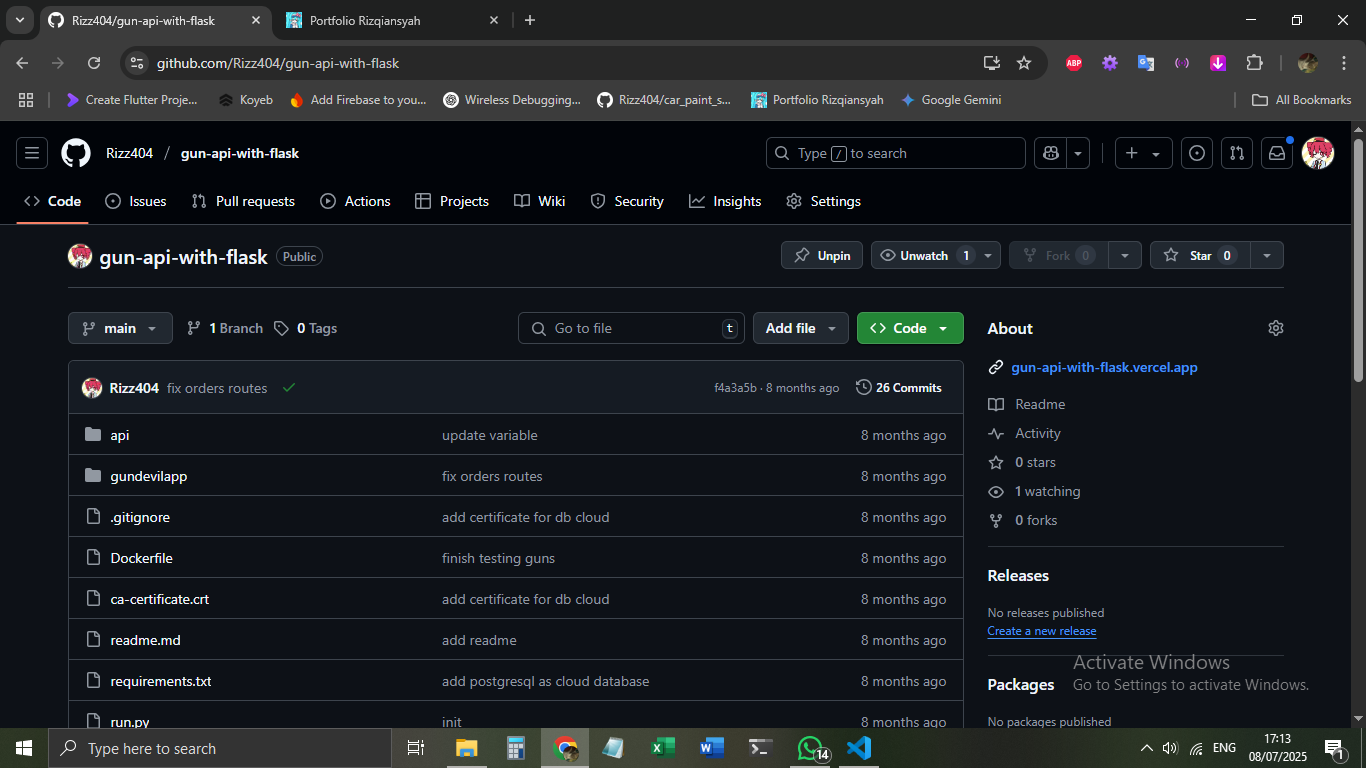 Rizz404/gun-api-with-flask
Portfolio Rizqiansyah
github.com/Rizz404/gun-api-with-flask
ABP
Create Flutter Proje...
Koyeb
Add Firebase to you...
Wireless Debugging...
Rizz404/car_paint_s...
Portfolio Rizqiansyah
Google Gemini
All Bookmarks
Rizz404 / gun-api-with-flask
Type / to search
Code
Issues
Pull requests
Actions
Projects
Wiki
Security
Insights
Settings
gun-api-with-flask Public
Unpin
Unwatch 1
Fork 0
Star 0
main
1 Branch
0 Tags
Go to file t
Add file
Code
Rizz404 fix orders routes
f4a3a5b · 8 months ago
26 Commits
api update variable 8 months ago
gundevilapp fix orders routes 8 months ago
.gitignore add certificate for db cloud 8 months ago
Dockerfile finish testing guns 8 months ago
ca-certificate.crt add certificate for db cloud 8 months ago
readme.md add readme 8 months ago
requirements.txt add postgresql as cloud database 8 months ago
run.py init 8 months ago
About
gun-api-with-flask.vercel.app
Readme
Activity
0 stars
1 watching
0 forks
Releases
No releases published
Create a new release
Packages
No packages published
Activate Windows
Go to Settings to activate Windows.
Type here to search
14
ENG
17:13
08/07/2025
1